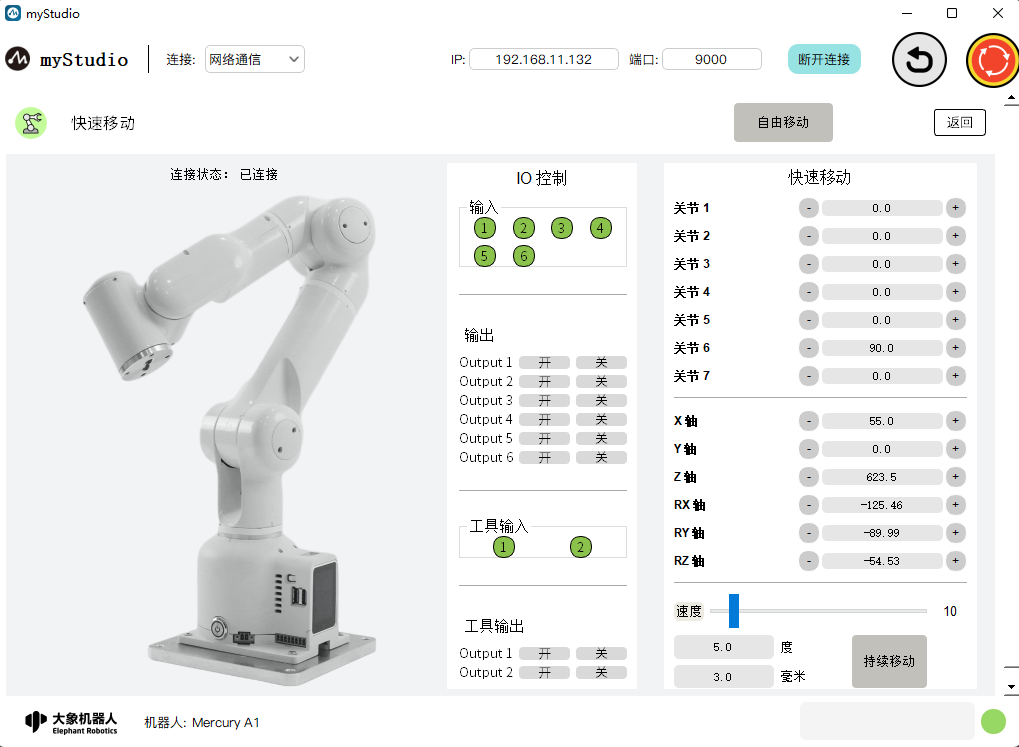 myStudio
myStudio 连接: 网络通信 IP: 192.168.11.132 端口: 9000 断开连接
快速移动 自由移动 返回
连接状态： 已连接
IO 控制
输入
1 2 3 4
5 6
输出
Output 1 开 关
Output 2 开 关
Output 3 开 关
Output 4 开 关
Output 5 开 关
Output 6 开 关
工具输入
1 2
工具输出
Output 1 开 关
Output 2 开 关
快速移动
关节 1 - 0.0 +
关节 2 - 0.0 +
关节 3 - 0.0 +
关节 4 - 0.0 +
关节 5 - 0.0 +
关节 6 - 90.0 +
关节 7 - 0.0 +
X 轴 - 55.0 +
Y 轴 - 0.0 +
Z 轴 - 623.5 +
RX 轴 - -125.46 +
RY 轴 - -89.99 +
RZ 轴 - -54.53 +
速度 10
5.0 度
3.0 毫米
持续移动
大象机器人
Elephant Robotics
机器人: Mercury A1